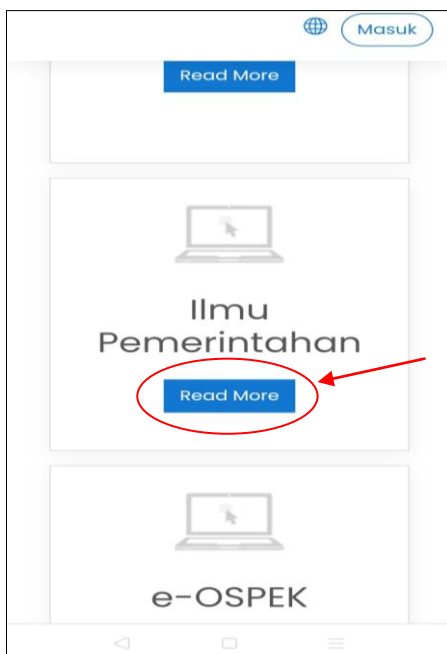 Masuk
Read More
Ilmu
Pemerintahan
Read More
e-OSPEK